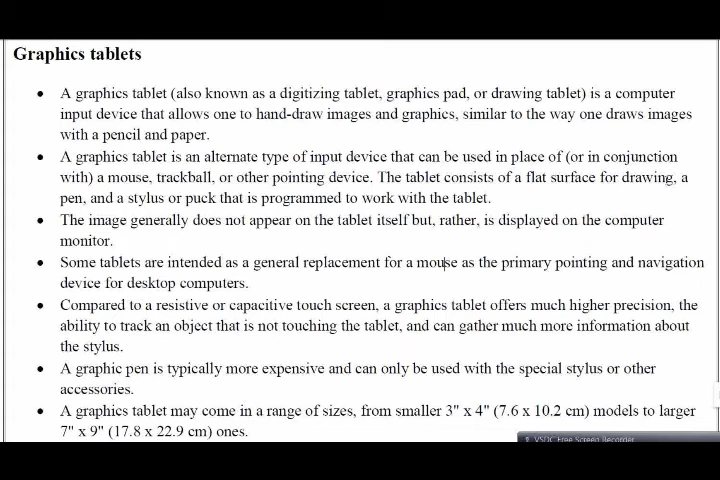 Graphics tablets
• A graphics tablet (also known as a digitizing tablet, graphics pad, or drawing tablet) is a computer
input device that allows one to hand-draw images and graphics, similar to the way one draws images
with a pencil and paper.
• A graphics tablet is an alternate type of input device that can be used in place of (or in conjunction
with) a mouse, trackball, or other pointing device. The tablet consists of a flat surface for drawing, a
pen, and a stylus or puck that is programmed to work with the tablet.
• The image generally does not appear on the tablet itself but, rather, is displayed on the computer
monitor.
• Some tablets are intended as a general replacement for a mouse as the primary pointing and navigation
device for desktop computers.
• Compared to a resistive or capacitive touch screen, a graphics tablet offers much higher precision, the
ability to track an object that is not touching the tablet, and can gather much more information about
the stylus.
• A graphic pen is typically more expensive and can only be used with the special stylus or other
accessories.
• A graphics tablet may come in a range of sizes, from smaller 3" x 4" (7.6 x 10.2 cm) models to larger
7" x 9" (17.8 x 22.9 cm) ones.
VSDC Free Screen Recorder